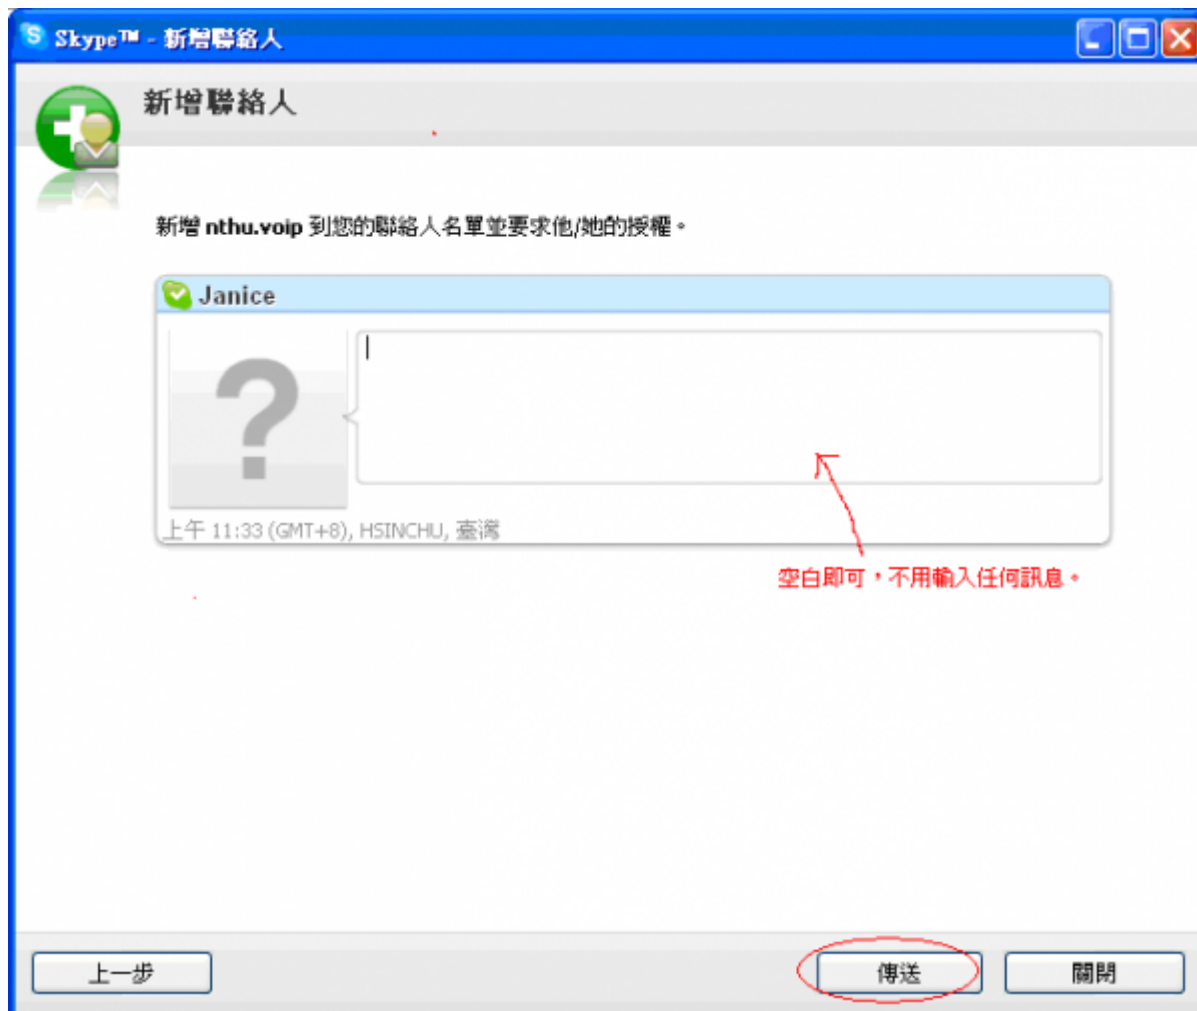 Skype™ - 新增聯絡人
新增聯絡人
新增 nthu.voip 到您的聯絡人名單並要求他/她的授權。
Janice
上午 11:33 (GMT+8), HSINCHU, 臺灣
空白即可，不用輸入任何訊息。
上一步
傳送
關閉